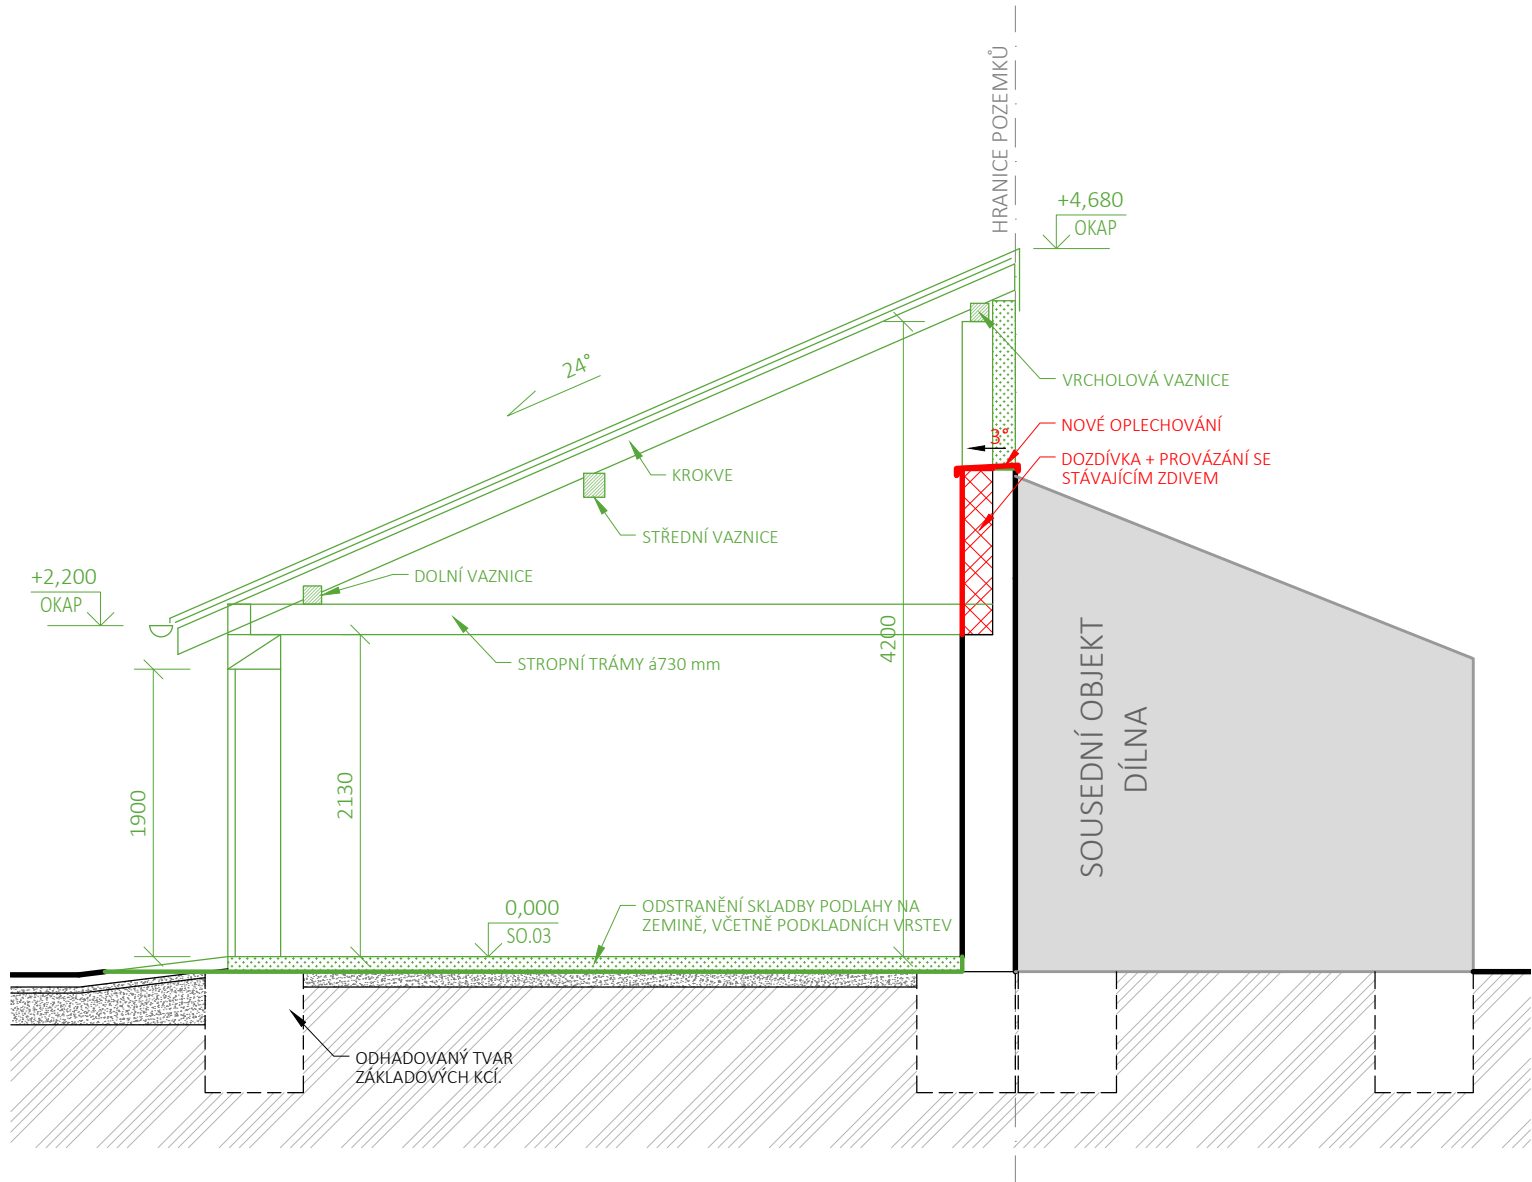 HRANICE POZEMKŮ
+4,680
OKAP
24°
VRCHOLOVÁ VAZNICE
NOVÉ OPLECHOVÁNÍ
3°
DOZDÍVKA + PROVÁZÁNÍ SE
STÁVAJÍCÍM ZDIVEM
KROKVE
STŘEDNÍ VAZNICE
DOLNÍ VAZNICE
+2,200
OKAP
4200
STROPNÍ TRÁMY á730 mm
SOUSEDNÍ OBJEKT
DÍLNA
1900
2130
0,000
SO.03
ODSTRANĚNÍ SKLADBY PODLAHY NA
ZEMINĚ, VČETNĚ PODKLADNÍCH VRSTEV
ODHADOVANÝ TVAR
ZÁKLADOVÝCH KCÍ.